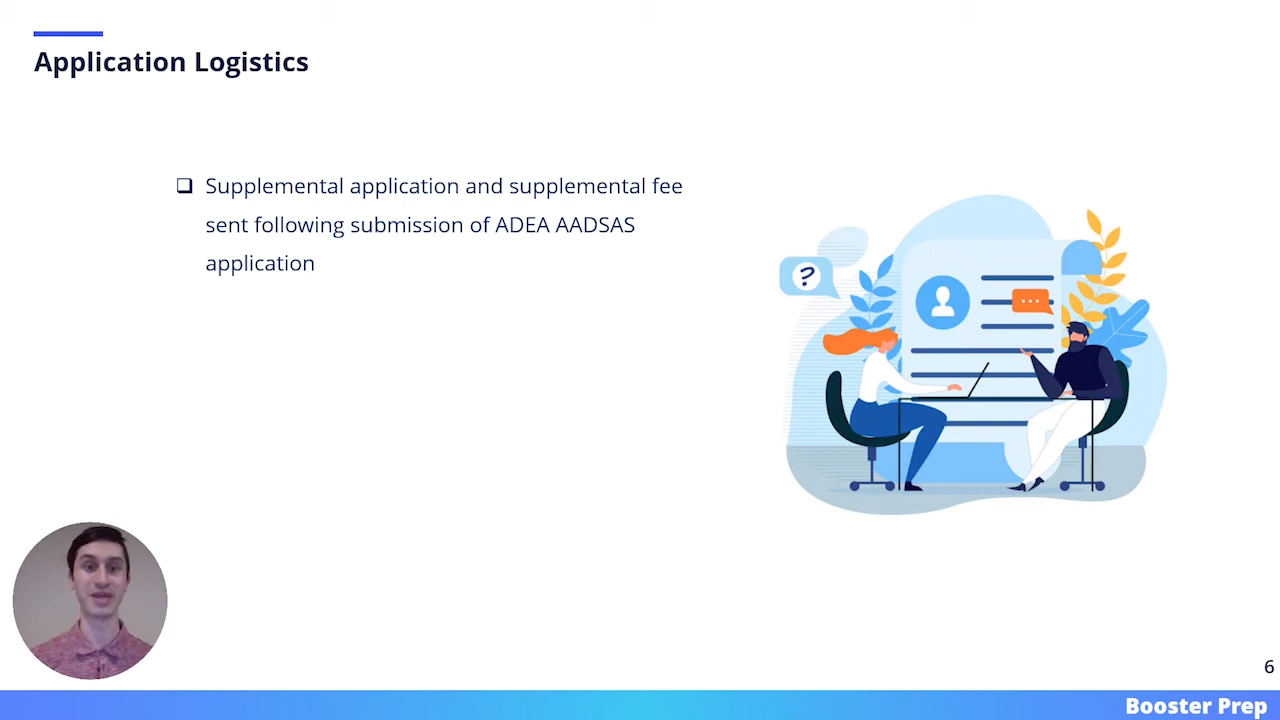 Application Logistics
❑ Supplemental application and supplemental fee
sent following submission of ADEA AADSAS
application
?
6
Booster Prep